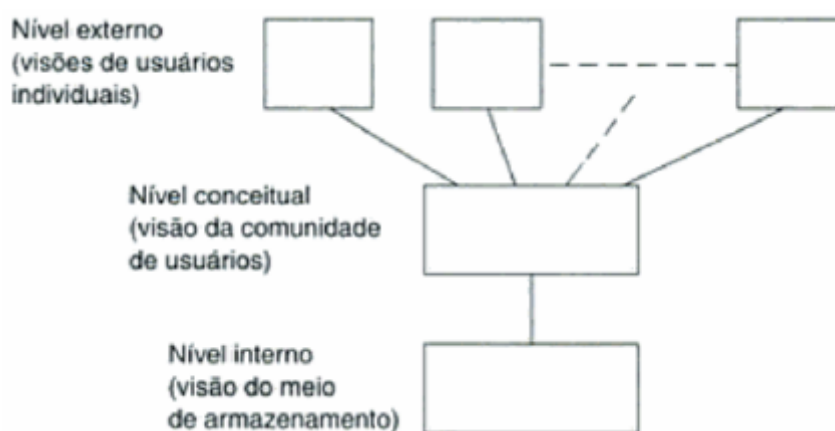 Nível externo
(visões de usuários
individuais)
Nível conceitual
(visão da comunidade
de usuários)
Nível interno
(visão do meio
de armazenamento)